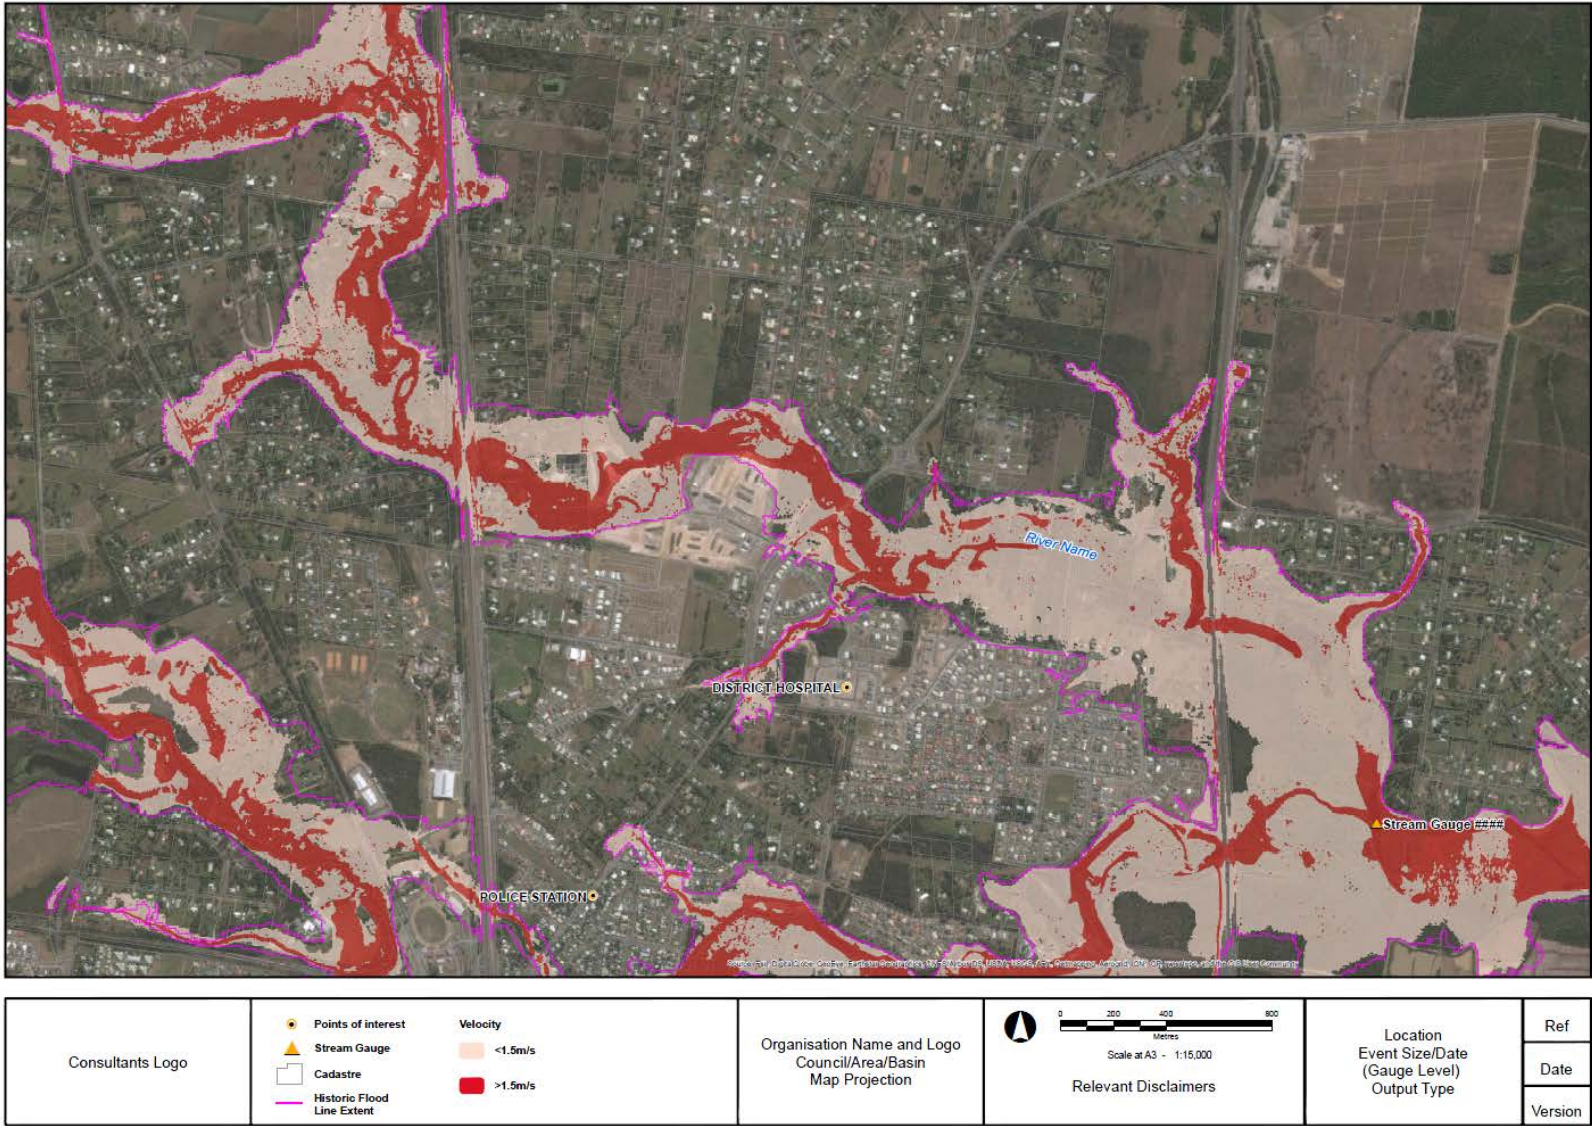 River Name
DISTRICT HOSPITAL
Stream Gauge ####
POLICE STATION
Consultants Logo
Points of interest
Stream Gauge
Cadastre
Historic Flood
Line Extent
Velocity
<1.5m/s
>1.5m/s
Organisation Name and Logo
Council/Area/Basin
Map Projection
0 200 400 800
Metres
Scale at A3 - 1:15,000
Relevant Disclaimers
Location
Event Size/Date
(Gauge Level)
Output Type
Ref
Date
Version